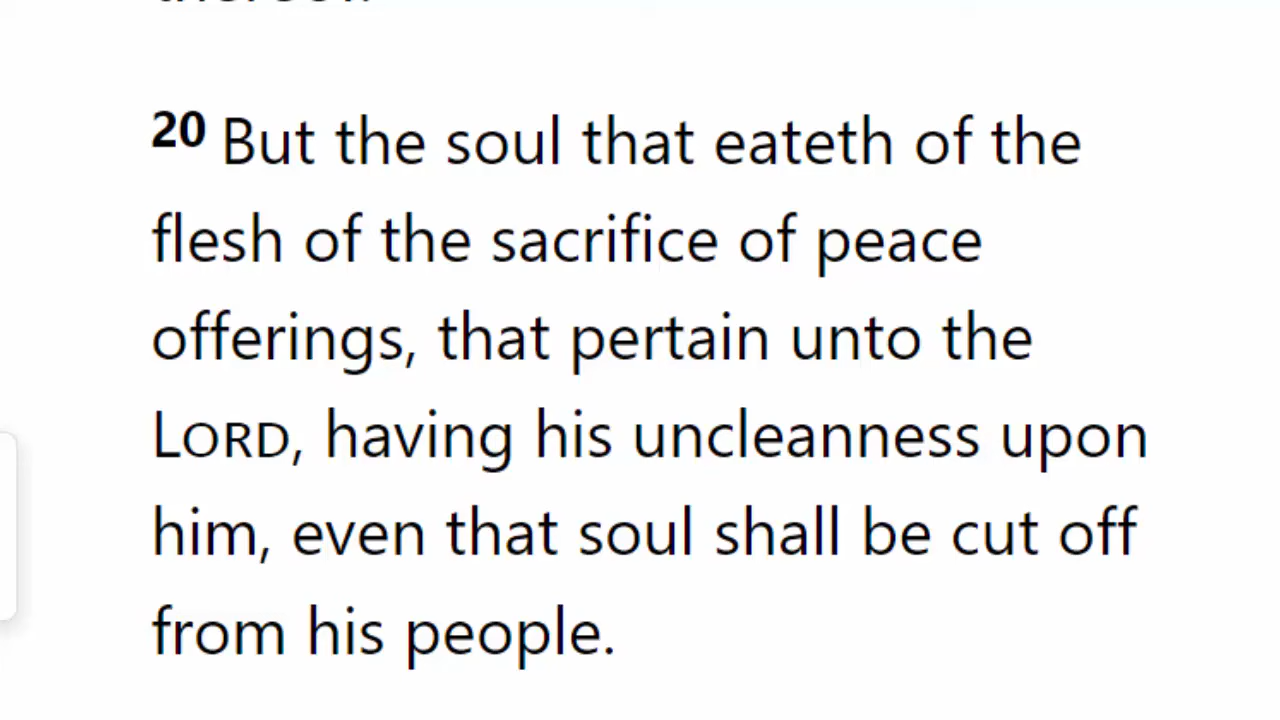 20 But the soul that eateth of the
flesh of the sacrifice of peace
offerings, that pertain unto the
LORD, having his uncleanness upon
him, even that soul shall be cut off
from his people.